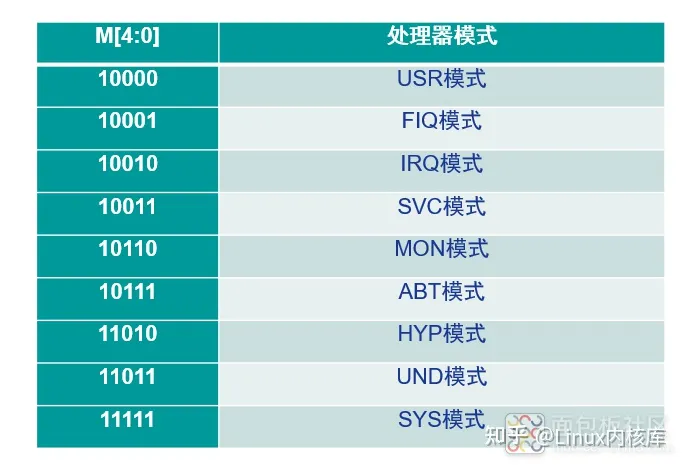 M[4:0] 处理器模式
10000 USR模式
10001 FIQ模式
10010 IRQ模式
10011 SVC模式
10110 MON模式
10111 ABT模式
11010 HYP模式
11011 UND模式
11111 SYS模式
面包板社区
知乎 @Linux内核库